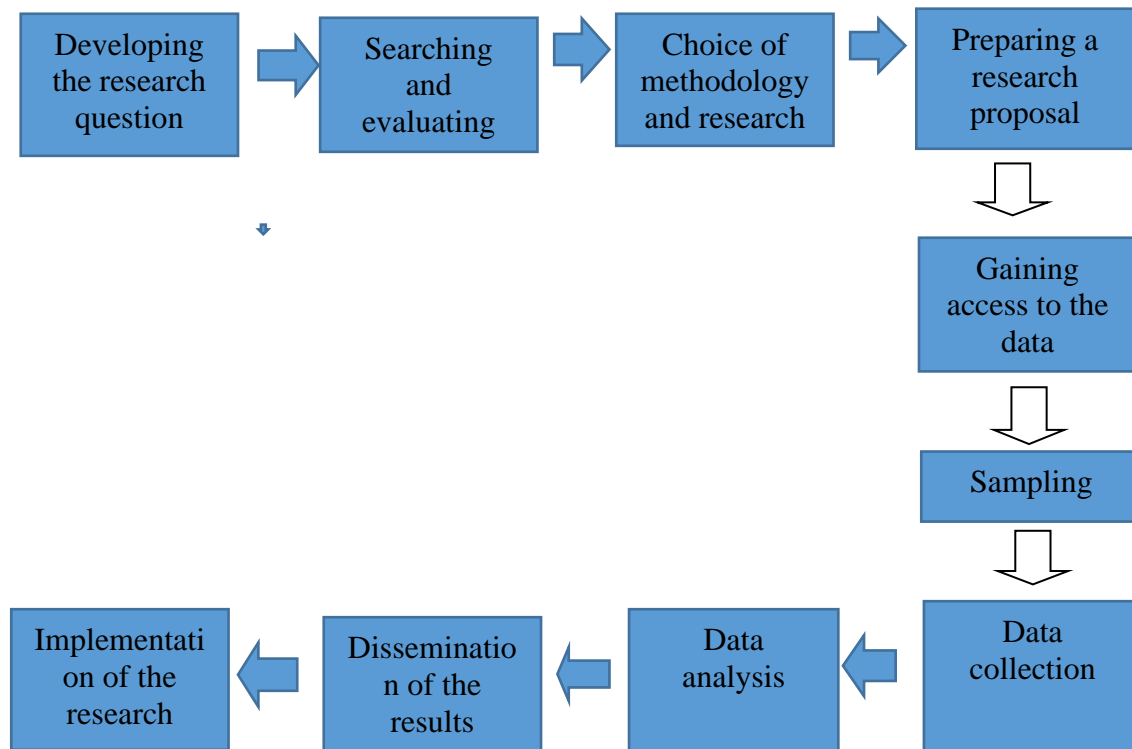 Developing
the research
question
Searching
and
evaluating
Choice of
methodology
and research
Preparing a
research
proposal
Gaining
access to the
data
Sampling
Data
collection
Data
analysis
Disseminatio
n of the
results
Implementati
on of the
research